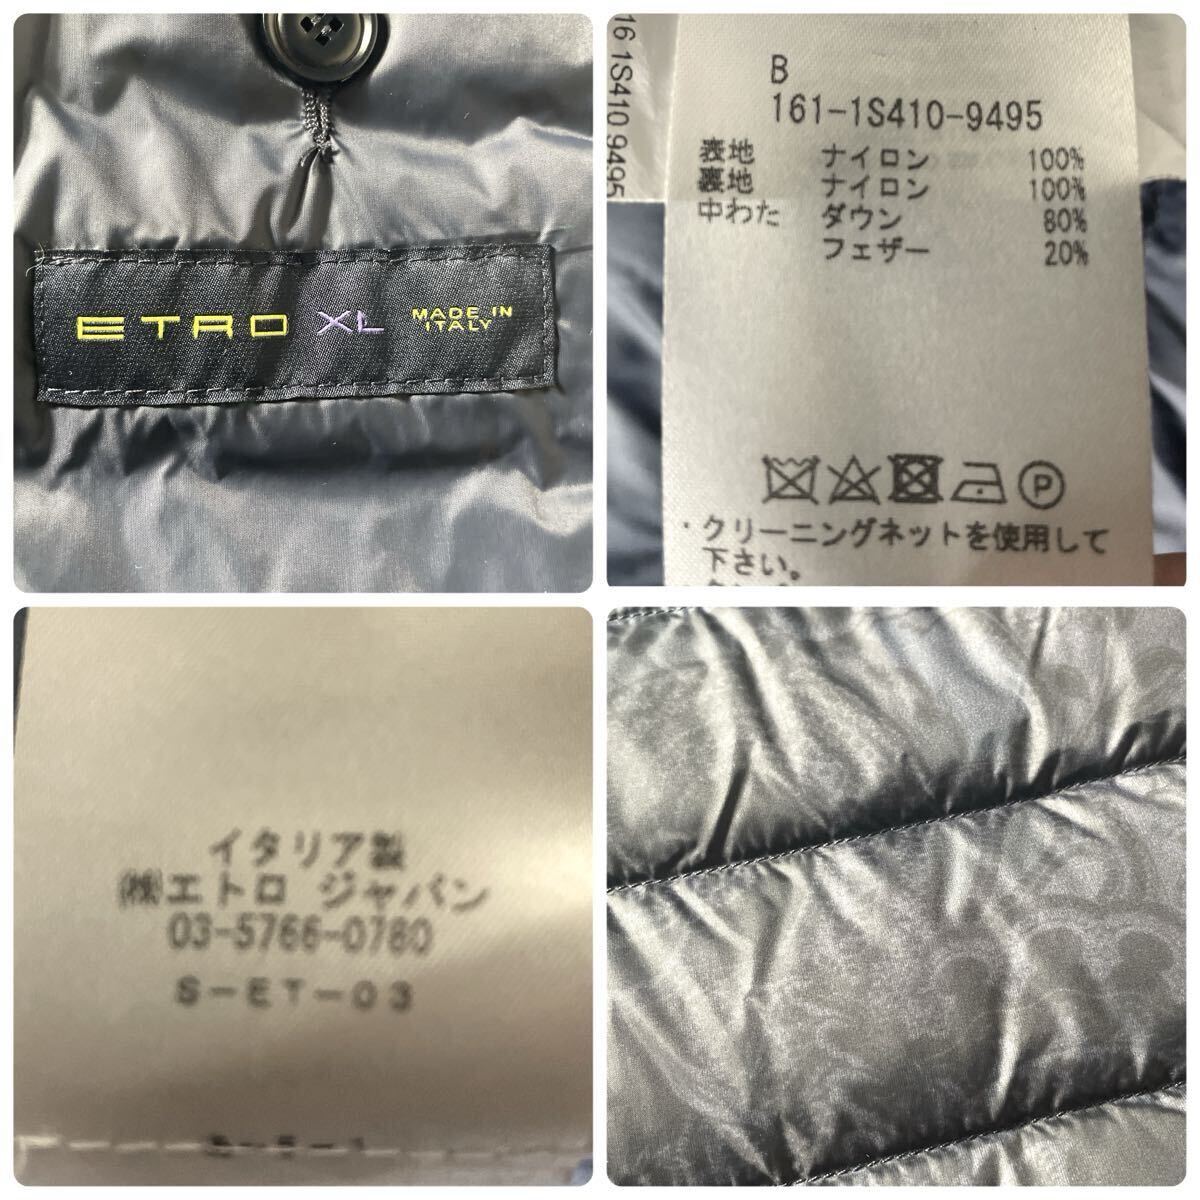 ETRO XL MADE IN ITALY
16 1S410 9495
B
161-1S410-9495
表地 ナイロン 100%
裏地 ナイロン 100%
中わた ダウン 80%
フェザー 20%
P
・クリーニングネットを使用して
下さい。
イタリア製
㈱エトロ ジャパン
03-5766-0780
S-ET-03